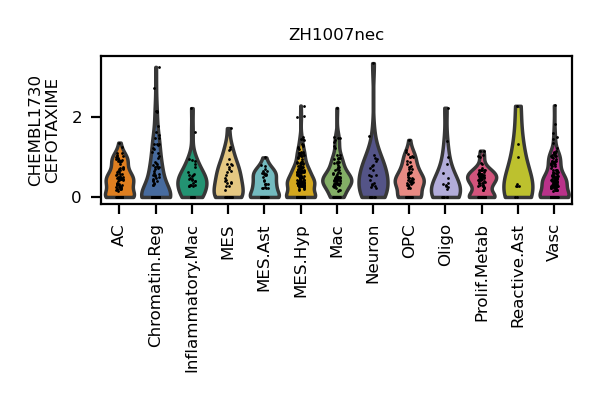 ZH1007nec
CHEMBL1730
CEFOTAXIME
2
0
AC
Chromatin.Reg
Inflammatory.Mac
MES
MES.Ast
MES.Hyp
Mac
Neuron
OPC
Oligo
Prolif.Metab
Reactive.Ast
Vasc